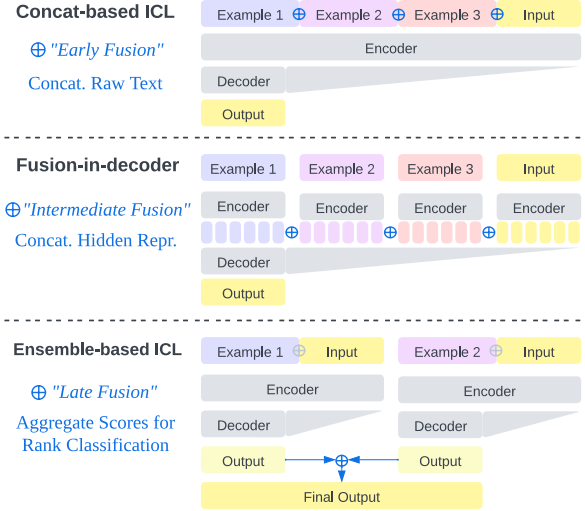 Concat-based ICL
Example 1 ⊕ Example 2 ⊕ Example 3 ⊕ Input
⊕ "Early Fusion"
Encoder
Concat. Raw Text
Decoder
Output
Fusion-in-decoder
Example 1 Example 2 Example 3 Input
⊕ "Intermediate Fusion"
Encoder Encoder Encoder Encoder
Concat. Hidden Repr.
⊕ ⊕ ⊕
Decoder
Output
Ensemble-based ICL
Example 1 ⊕ Input Example 2 ⊕ Input
⊕ "Late Fusion"
Encoder Encoder
Aggregate Scores for
Rank Classification
Decoder Decoder
Output ⊕ Output
Final Output